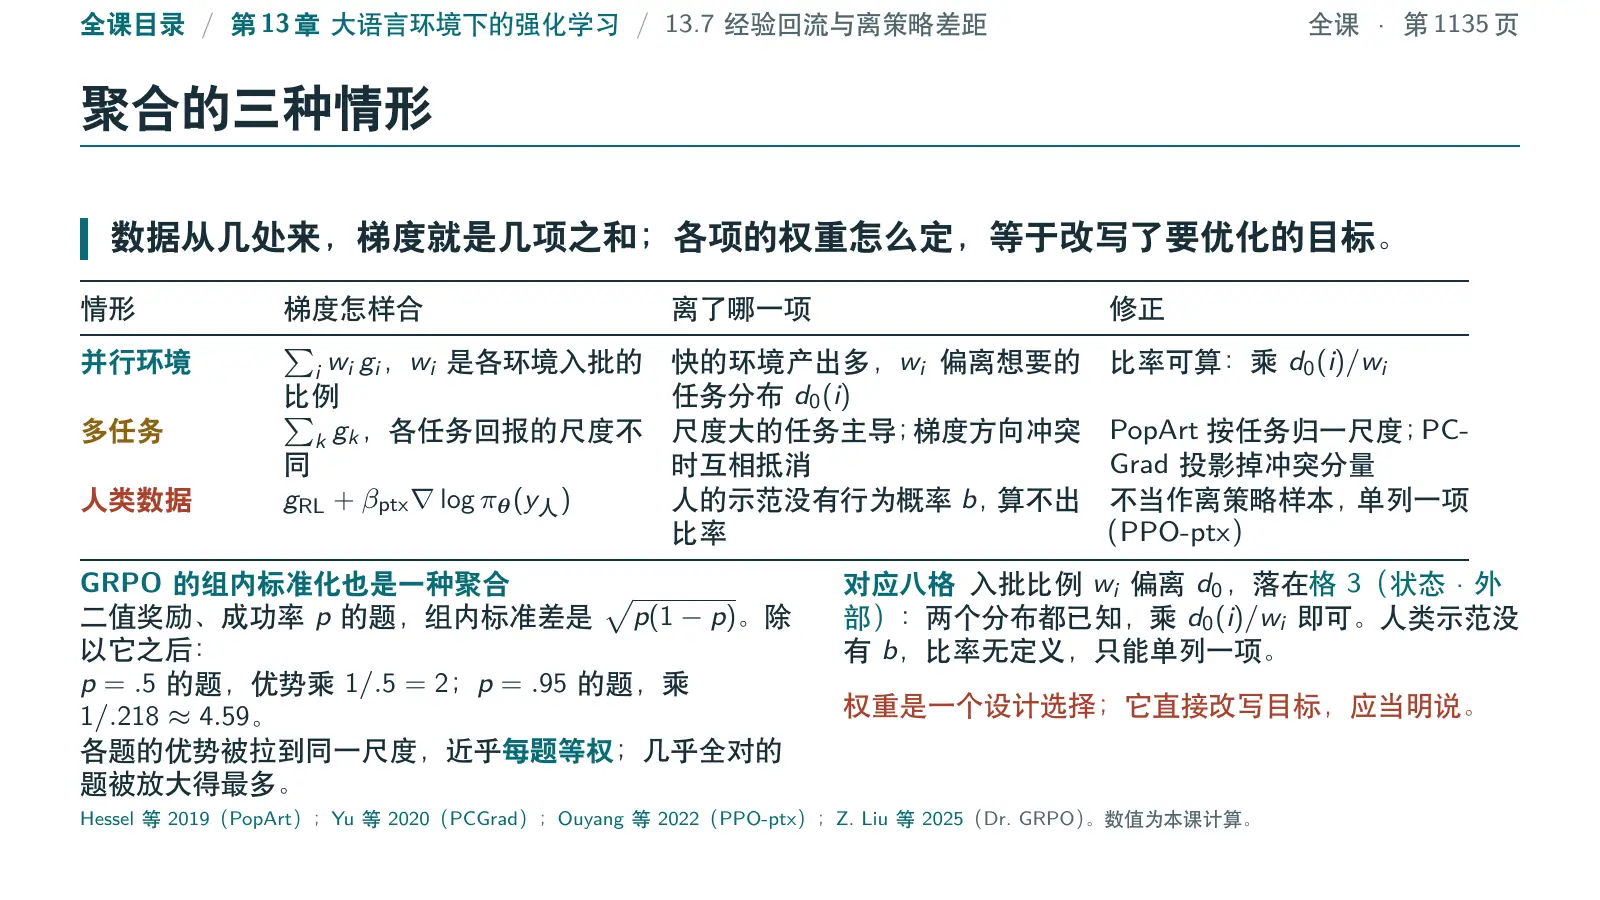 全课目录 / 第 13 章 大语言环境下的强化学习 / 13.7 经验回流与离策略差距
全课 · 第 1135 页
聚合的三种情形
数据从几处来，梯度就是几项之和；各项的权重怎么定，等于改写了要优化的目标。
情形 梯度怎样合 离了哪一项 修正
并行环境 ∑_i w_i g_i，w_i 是各环境入批的 快的环境产出多，w_i 偏离想要的 比率可算：乘 d_0(i)/w_i
比例 任务分布 d_0(i)
多任务 ∑_k g_k，各任务回报的尺度不 尺度大的任务主导；梯度方向冲突 PopArt 按任务归一尺度；PC-
同 时互相抵消 Grad 投影掉冲突分量
人类数据 g_RL + β_ptx ∇ log π_θ(y_人) 人的示范没有行为概率 b，算不出 不当作离策略样本，单列一项
比率 （PPO-ptx）
GRPO 的组内标准化也是一种聚合
二值奖励、成功率 p 的题，组内标准差是 √p(1 − p)。除
以它之后：
p = .5 的题，优势乘 1/.5 = 2；p = .95 的题，乘
1/.218 ≈ 4.59。
各题的优势被拉到同一尺度，近乎每题等权；几乎全对的
题被放大得最多。
对应八格 入批比例 w_i 偏离 d_0，落在格 3（状态 · 外
部）：两个分布都已知，乘 d_0(i)/w_i 即可。人类示范没
有 b，比率无定义，只能单列一项。
权重是一个设计选择；它直接改写目标，应当明说。
Hessel 等 2019（PopArt）；Yu 等 2020（PCGrad）；Ouyang 等 2022（PPO-ptx）；Z. Liu 等 2025（Dr. GRPO）。数值为本课计算。